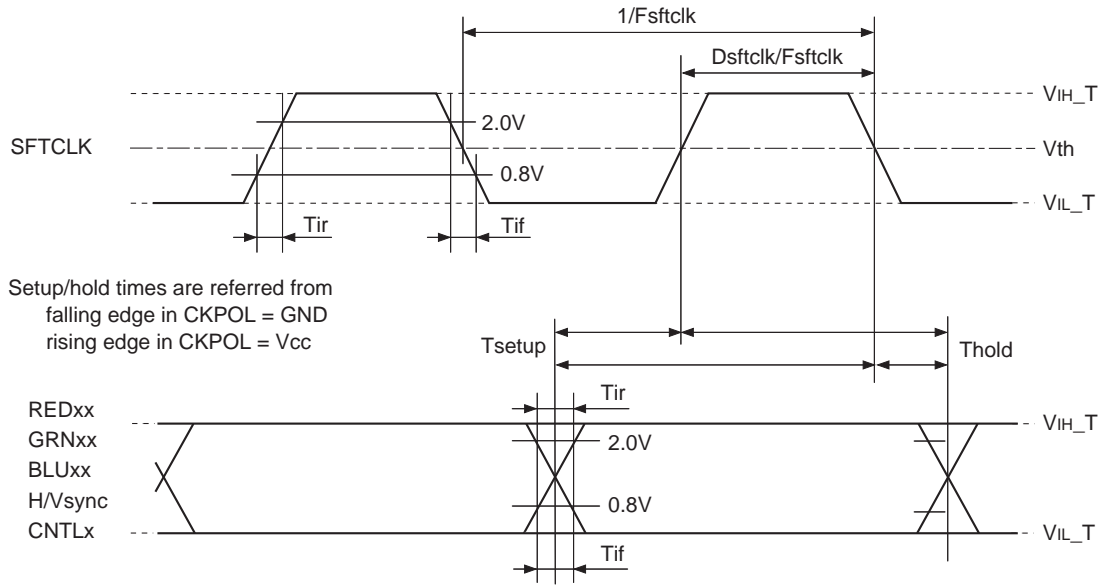 1/Fsftclk
Dsftclk/Fsftclk
VIH_T
2.0V
SFTCLK
Vth
0.8V
VIL_T
Tir
Tif
Setup/hold times are referred from
falling edge in CKPOL = GND
rising edge in CKPOL = Vcc
Tsetup
Thold
Tir
REDxx
VIH_T
GRNxx
2.0V
BLUxx
H/Vsync
0.8V
CNTLx
VIL_T
Tif